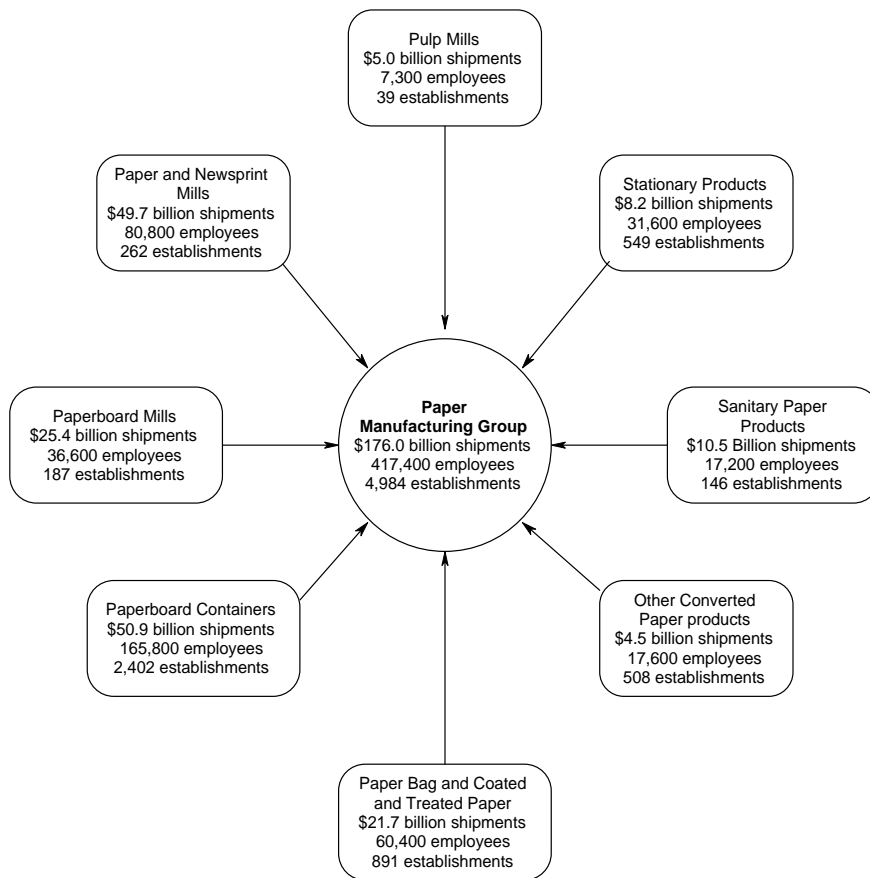 Pulp Mills
$5.0 billion shipments
7,300 employees
39 establishments
Paper and Newsprint
Mills
$49.7 billion shipments
80,800 employees
262 establishments
Stationary Products
$8.2 billion shipments
31,600 employees
549 establishments
Paperboard Mills
$25.4 billion shipments
36,600 employees
187 establishments
Paper
Manufacturing Group
$176.0 billion shipments
417,400 employees
4,984 establishments
Sanitary Paper
Products
$10.5 Billion shipments
17,200 employees
146 establishments
Paperboard Containers
$50.9 billion shipments
165,800 employees
2,402 establishments
Other Converted
Paper products
$4.5 billion shipments
17,600 employees
508 establishments
Paper Bag and Coated
and Treated Paper
$21.7 billion shipments
60,400 employees
891 establishments